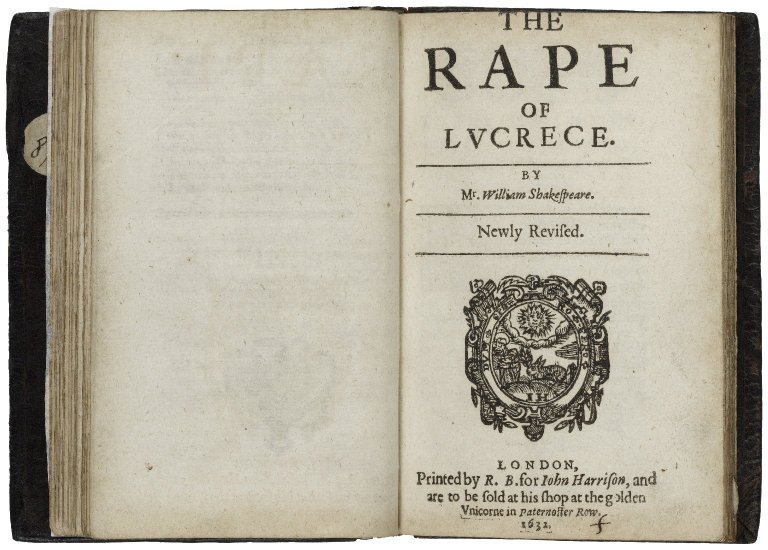 THE
RAPE
OF
LVCRECE.
BY
Mr. William Shakeſpeare.
Newly Reviſed.
I H
LONDON,
Printed by R. B. for Iohn Harriſon, and
are to be ſold at his ſhop at the golden
Vnicorne in Paternoſter Row.
1632.